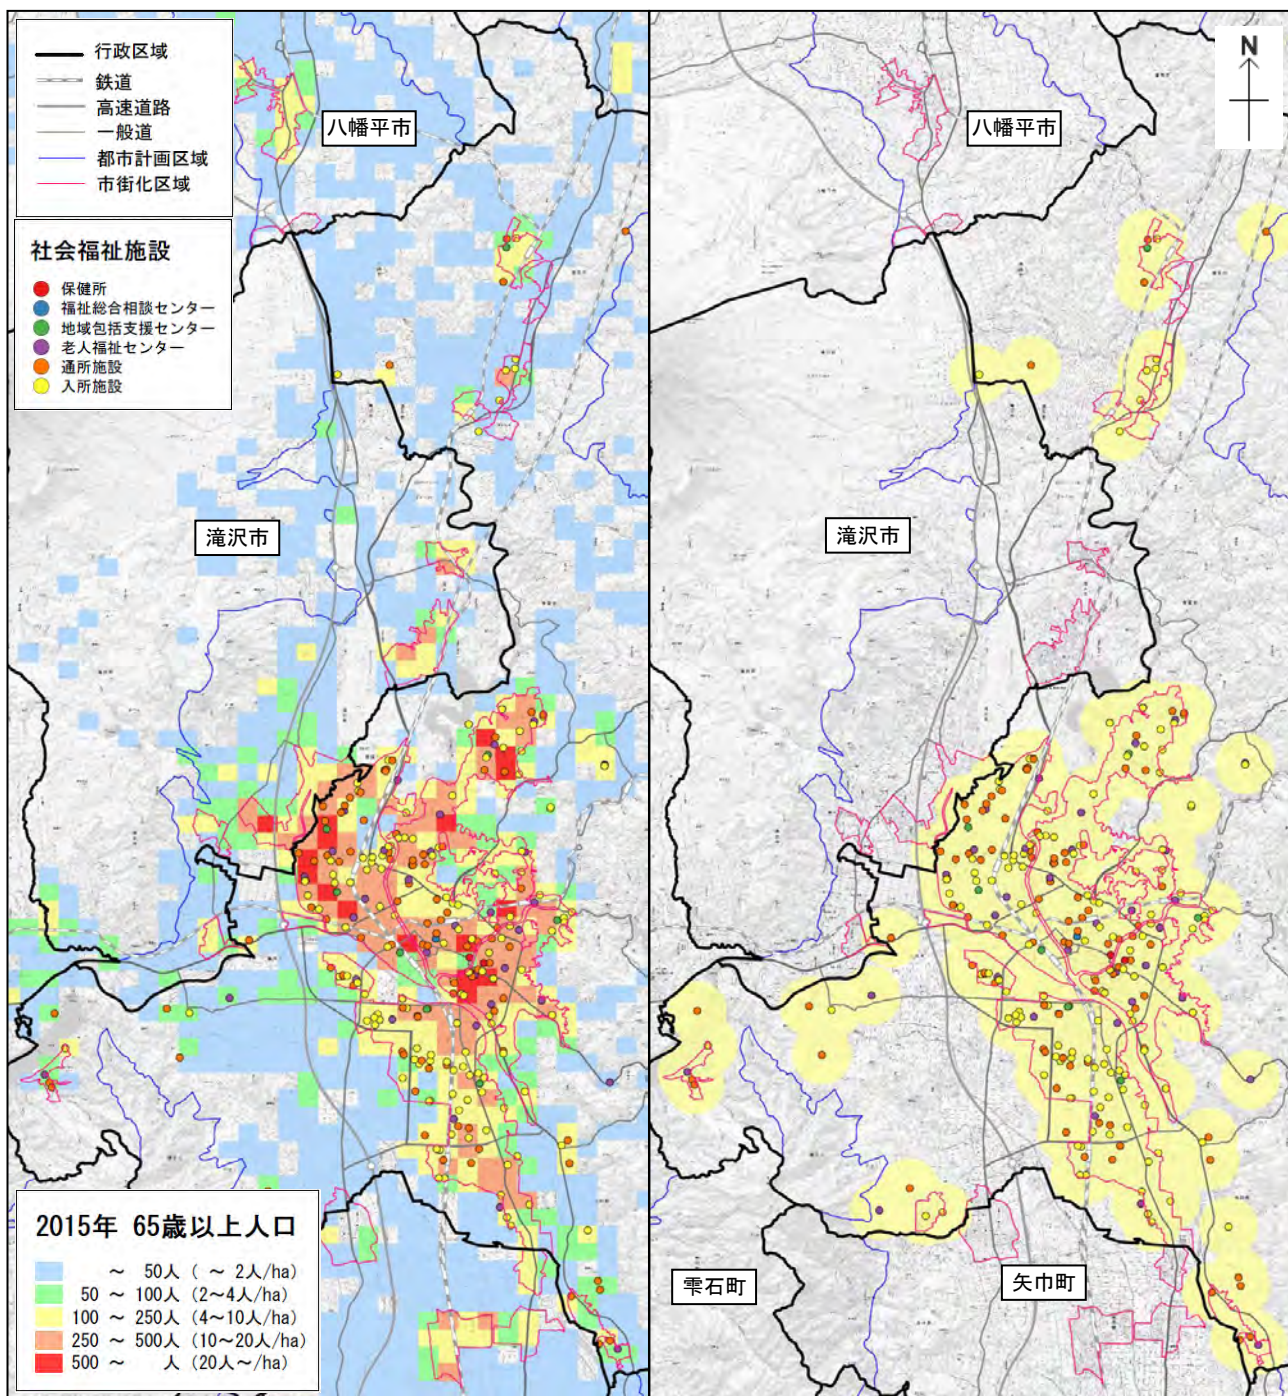 行政区域
鉄道
高速道路
一般道
都市計画区域
市街化区域
社会福祉施設
保健所
福祉総合相談センター
地域包括支援センター
老人福祉センター
通所施設
入所施設
八幡平市
滝沢市
2015年 65歳以上人口
～ 50人 ( ～ 2人/ha)
50 ～ 100人 (2～4人/ha)
100 ～ 250人 (4～10人/ha)
250 ～ 500人 (10～20人/ha)
500 ～ 人 (20人～/ha)
N
八幡平市
滝沢市
雫石町
矢巾町